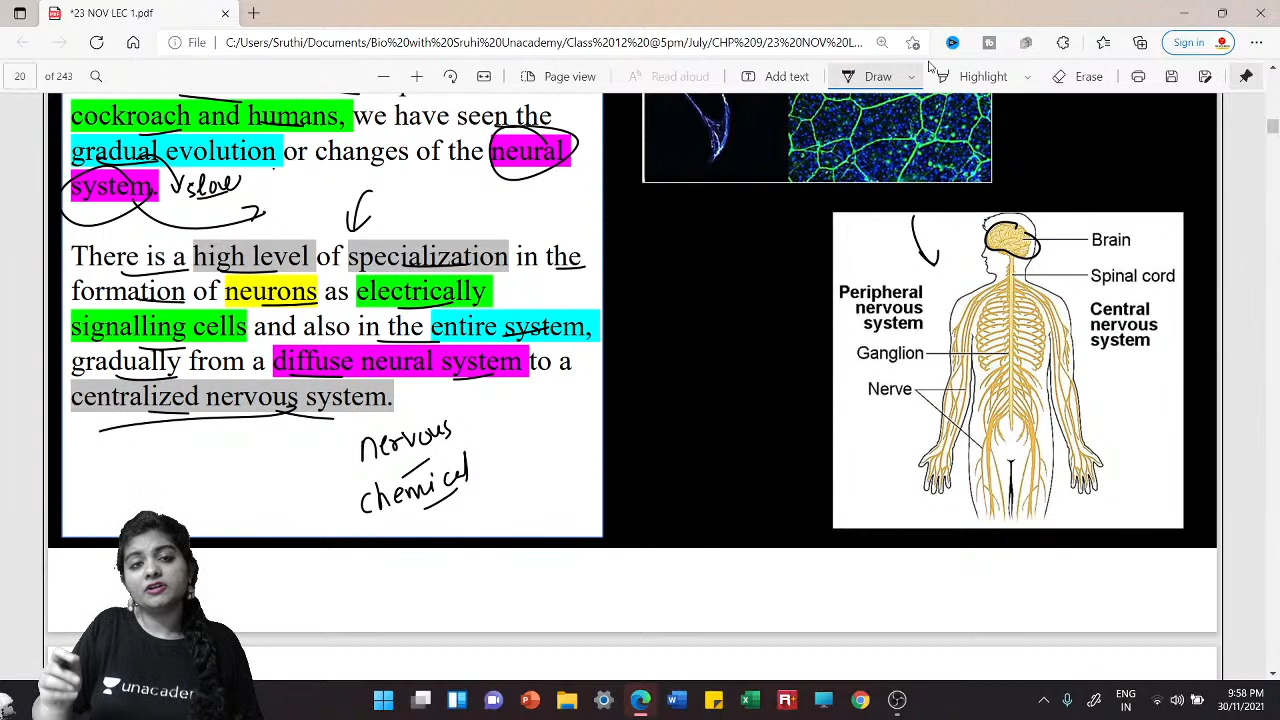 *23 NOV LEC 1.pdf
File
C:/Users/Sruthi/Documents/Bio%20with%20Sruhi%20Unacademy/Class%2012%20@5pm/July/CHP%209/23%20NOV%20L...
Sign in
20 of 243
Page view
Read aloud
Add text
Draw
Highlight
Erase
cockroach and humans, we have seen the
gradual evolution or changes of the neural
system. slow
There is a high level of specialization in the
formation of neurons as electrically
signalling cells and also in the entire system,
gradually from a diffuse neural system to a
centralized nervous system.
nervous
chemical
Brain
Spinal cord
Peripheral
nervous
system
Central
nervous
system
Ganglion
Nerve
unacadem
ENG
IN
9:58 PM
30/11/2021